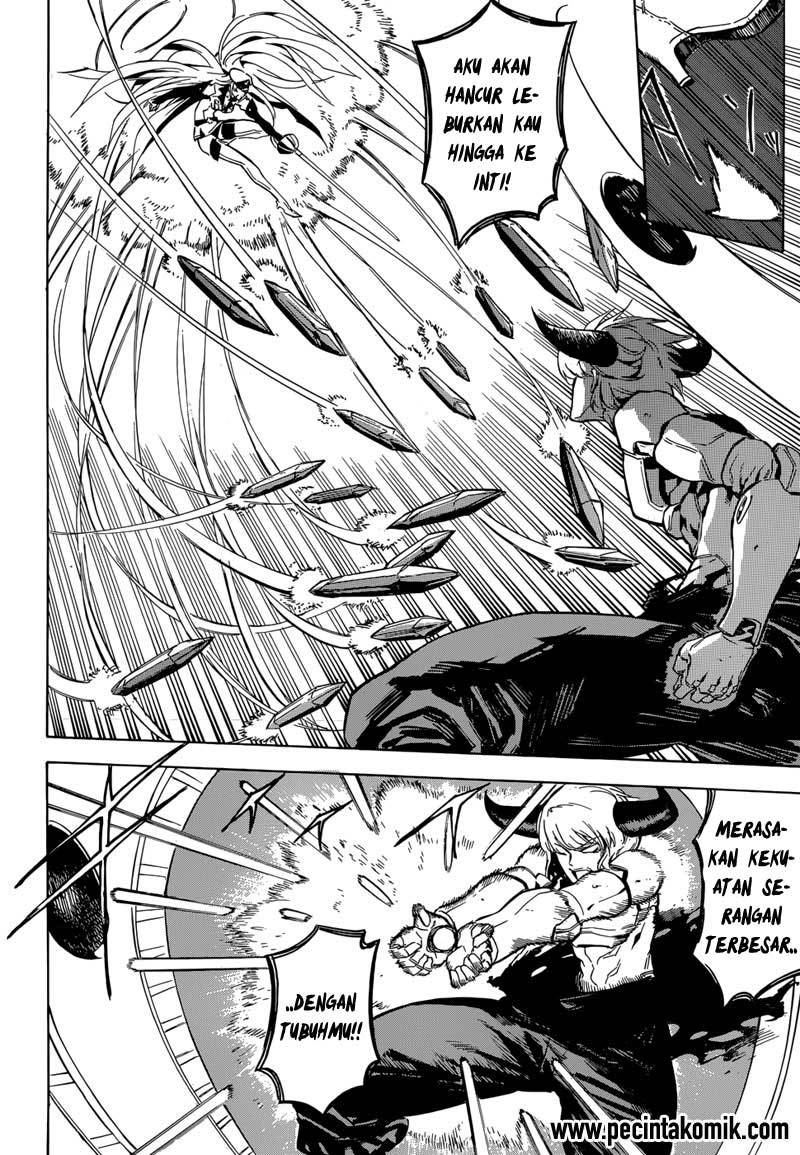 AKU AKAN
HANCUR LE-
BURKAN KAU
HINGGA KE
INTI!
MERASA-
KAN KEKU-
ATAN SE-
RANGAN
TERBESAR..
..DENGAN
TUBUHMU!!
www.pecintakomik.com